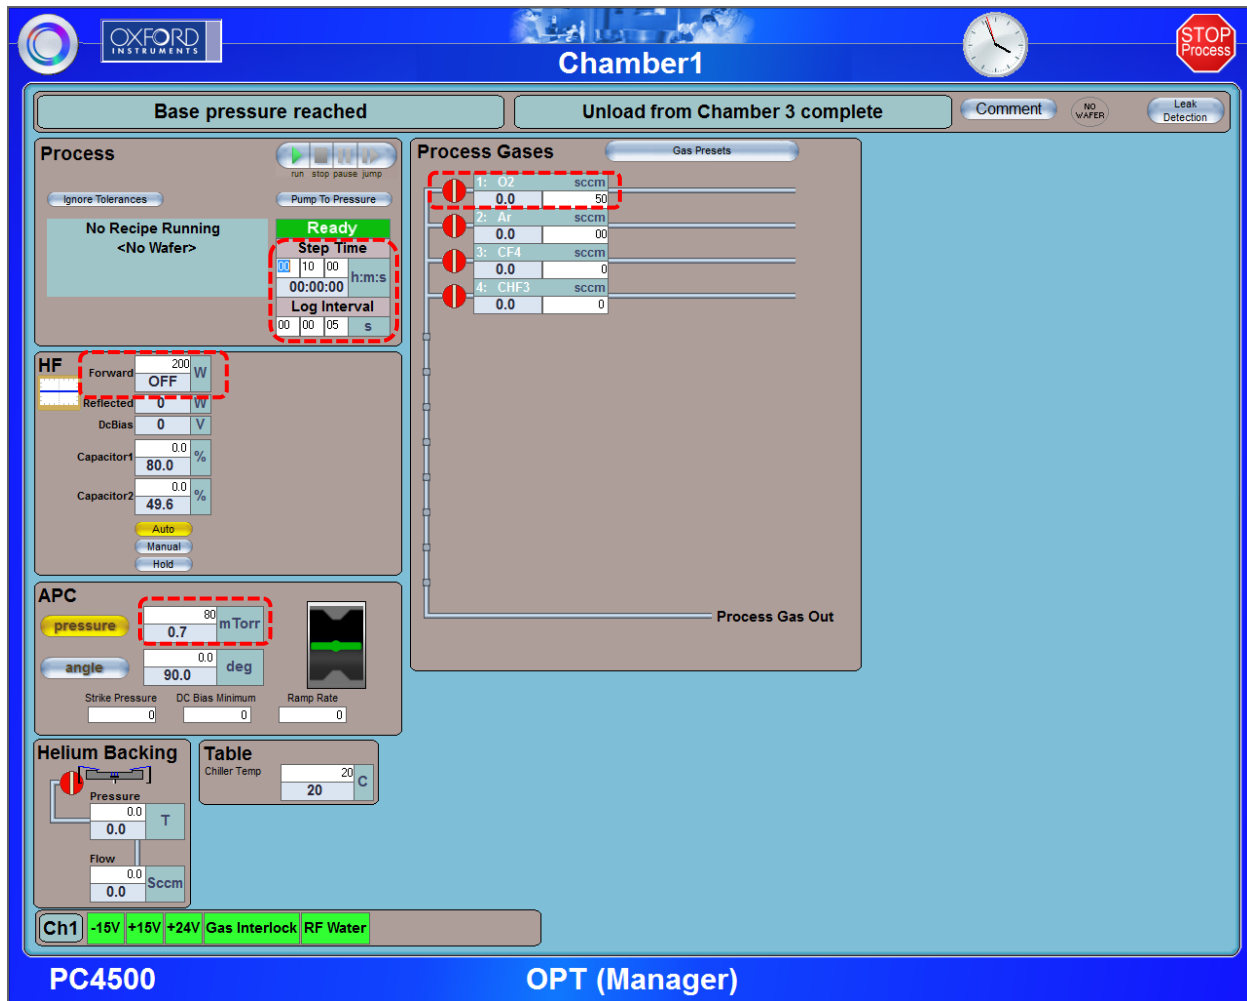 OXFORD
INSTRUMENTS
Chamber1
STOP
Process
Base pressure reached
Unload from Chamber 3 complete
Comment
NO
WAFER
Leak
Detection
Process
run stop pause jump
Ignore Tolerances
Pump To Pressure
No Recipe Running
<No Wafer>
Ready
Step Time
00 10 00
h:m:s
00:00:00
Log Interval
00 00 05 s
Process Gases
Gas Presets
1: O2 sccm
0.0 50
2: Ar sccm
0.0 00
3: CF4 sccm
0.0 0
4: CHF3 sccm
0.0 0
Process Gas Out
HF
Forward 200 W
OFF
Reflected 0 W
DcBias 0 V
Capacitor1 0.0 %
80.0
Capacitor2 0.0 %
49.6
Auto
Manual
Hold
APC
pressure 80 mTorr
0.7
angle 0.0 deg
90.0
Strike Pressure DC Bias Minimum Ramp Rate
0 0 0
Helium Backing
Pressure
0.0 T
0.0
Flow
0.0 Sccm
0.0
Table
Chiller Temp 20 C
20
Ch1 -15V +15V +24V Gas Interlock RF Water
PC4500
OPT (Manager)